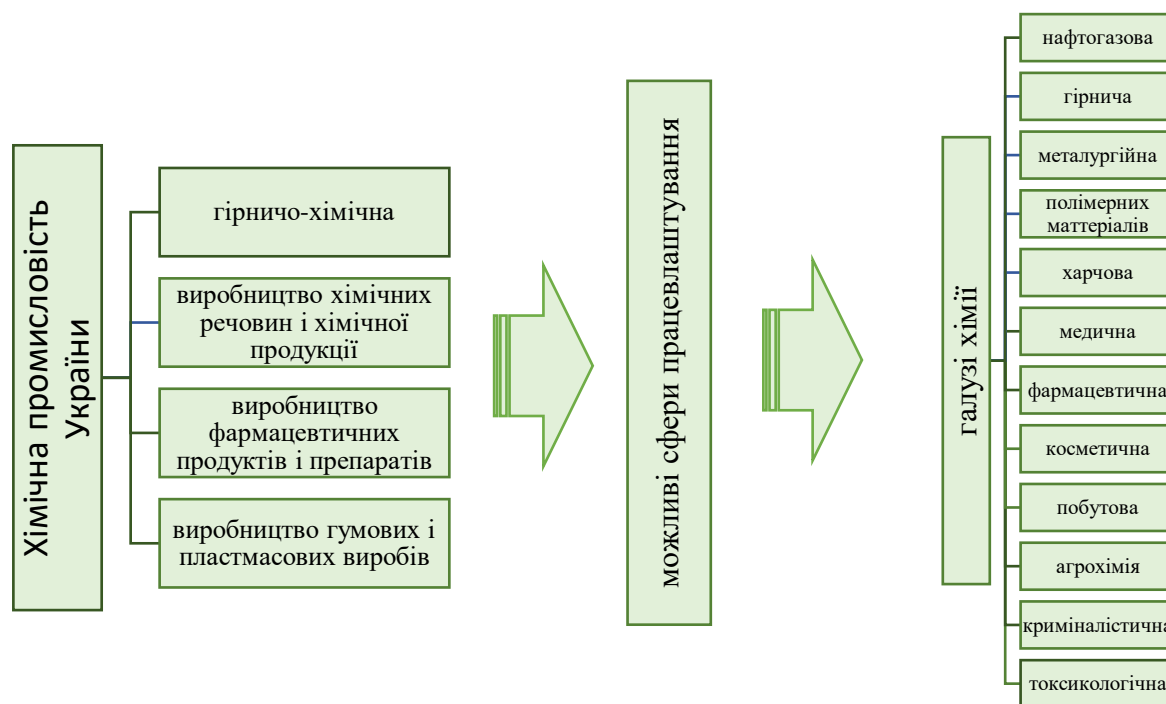 Хімічна промисловість
України
гірничо-хімічна
виробництво хімічних
речовин і хімічної
продукції
виробництво
фармацевтичних
продуктів і препаратів
виробництво гумових і
пластмасових виробів
можливі сфери працевлаштування
галузі хімії
нафтогазова
гірнича
металургійна
полімерних
маттеріалів
харчова
медична
фармацевтична
косметична
побутова
агрохімія
криміналістична
токсикологічна